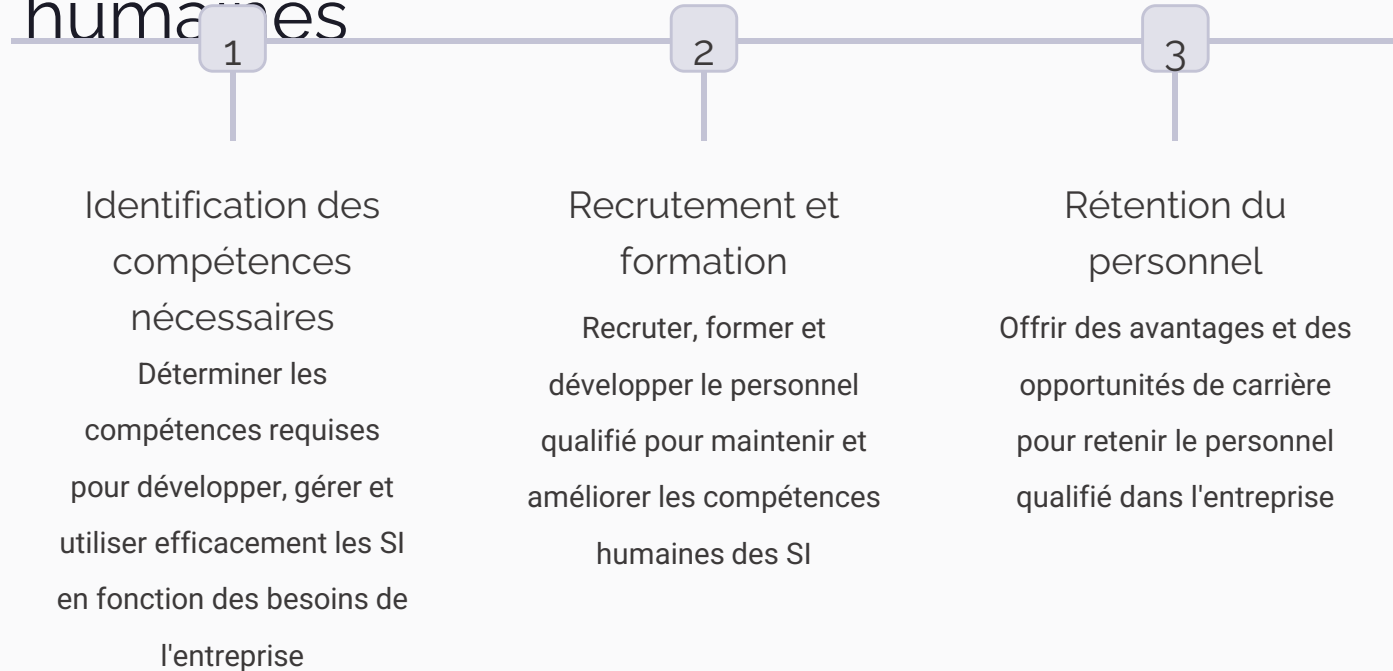 humaines
1
2
3
Identification des
compétences
nécessaires
Déterminer les
compétences requises
pour développer, gérer et
utiliser efficacement les SI
en fonction des besoins de
l'entreprise
Recrutement et
formation
Recruter, former et
développer le personnel
qualifié pour maintenir et
améliorer les compétences
humaines des SI
Rétention du
personnel
Offrir des avantages et des
opportunités de carrière
pour retenir le personnel
qualifié dans l'entreprise